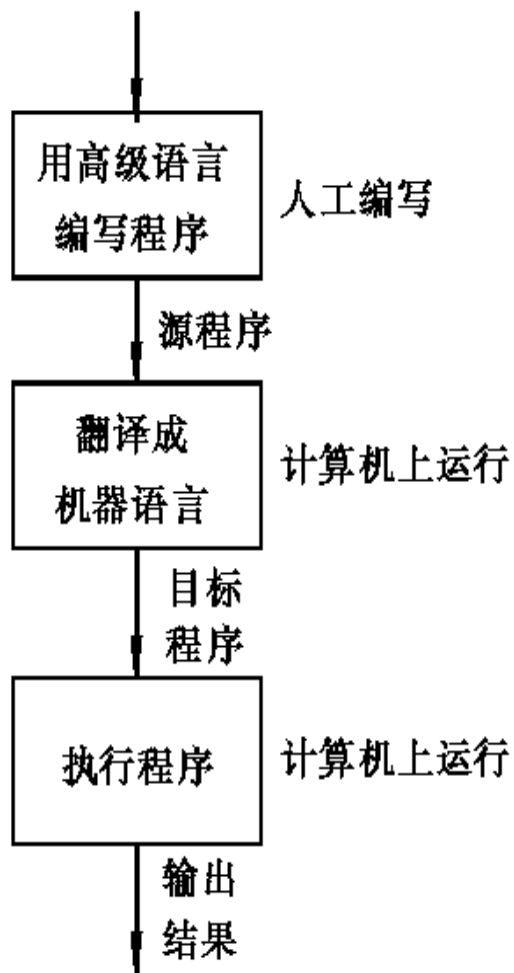 用高级语言
编写程序
人工编写
源程序
翻译成
机器语言
计算机上运行
目标
程序
执行程序
计算机上运行
输出
结果